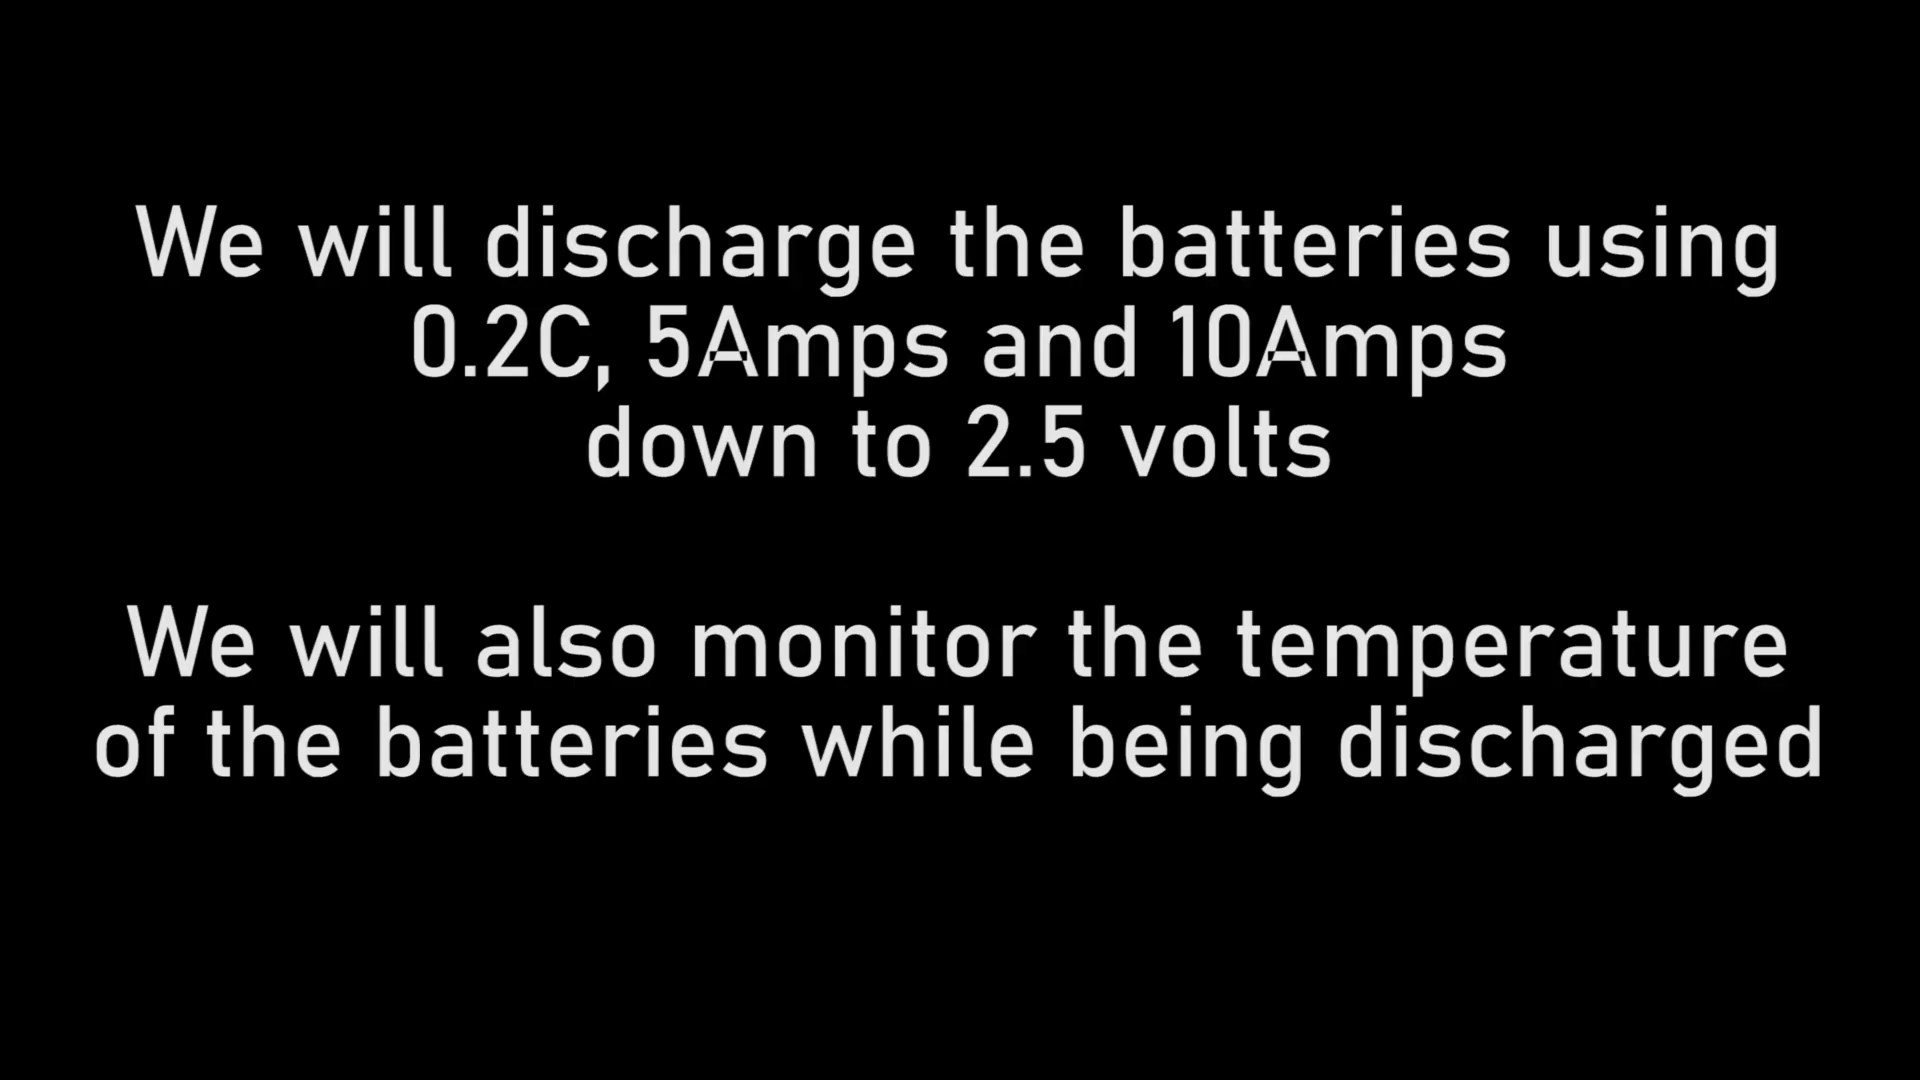 We will discharge the batteries using
0.2C, 5Amps and 10Amps
down to 2.5 volts
We will also monitor the temperature
of the batteries while being discharged